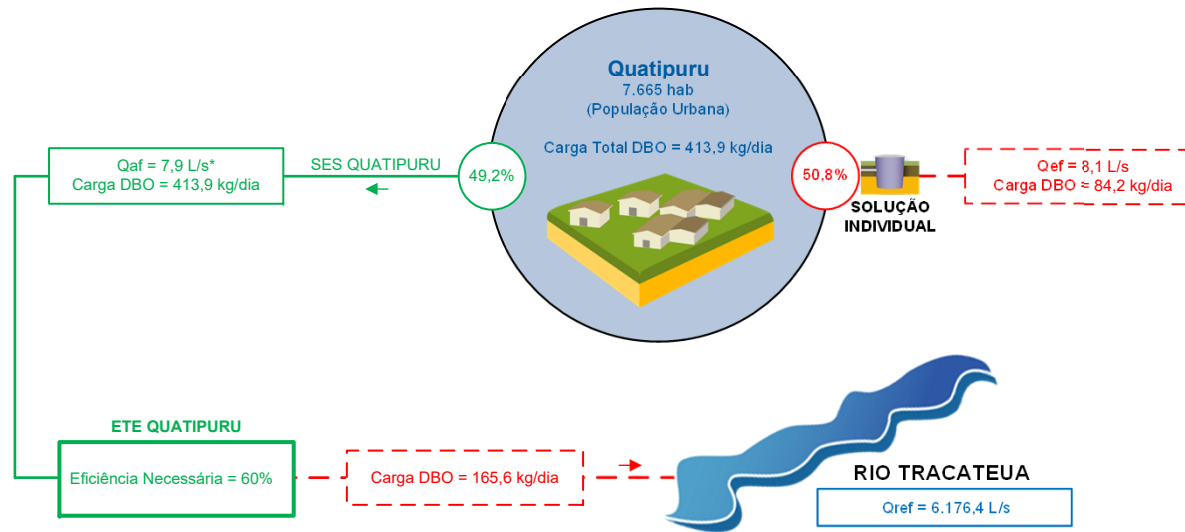 Quatipuru
7.665 hab
(População Urbana)
Carga Total DBO = 413,9 kg/dia
Qaf = 7,9 L/s*
Carga DBO = 413,9 kg/dia
SES QUATIPURU
49,2%
50,8%
SOLUÇÃO
INDIVIDUAL
Qef = 8,1 L/s
Carga DBO = 84,2 kg/dia
ETE QUATIPURU
Eficiência Necessária = 60%
Carga DBO = 165,6 kg/dia
RIO TRACATEUA
Qref = 6.176,4 L/s